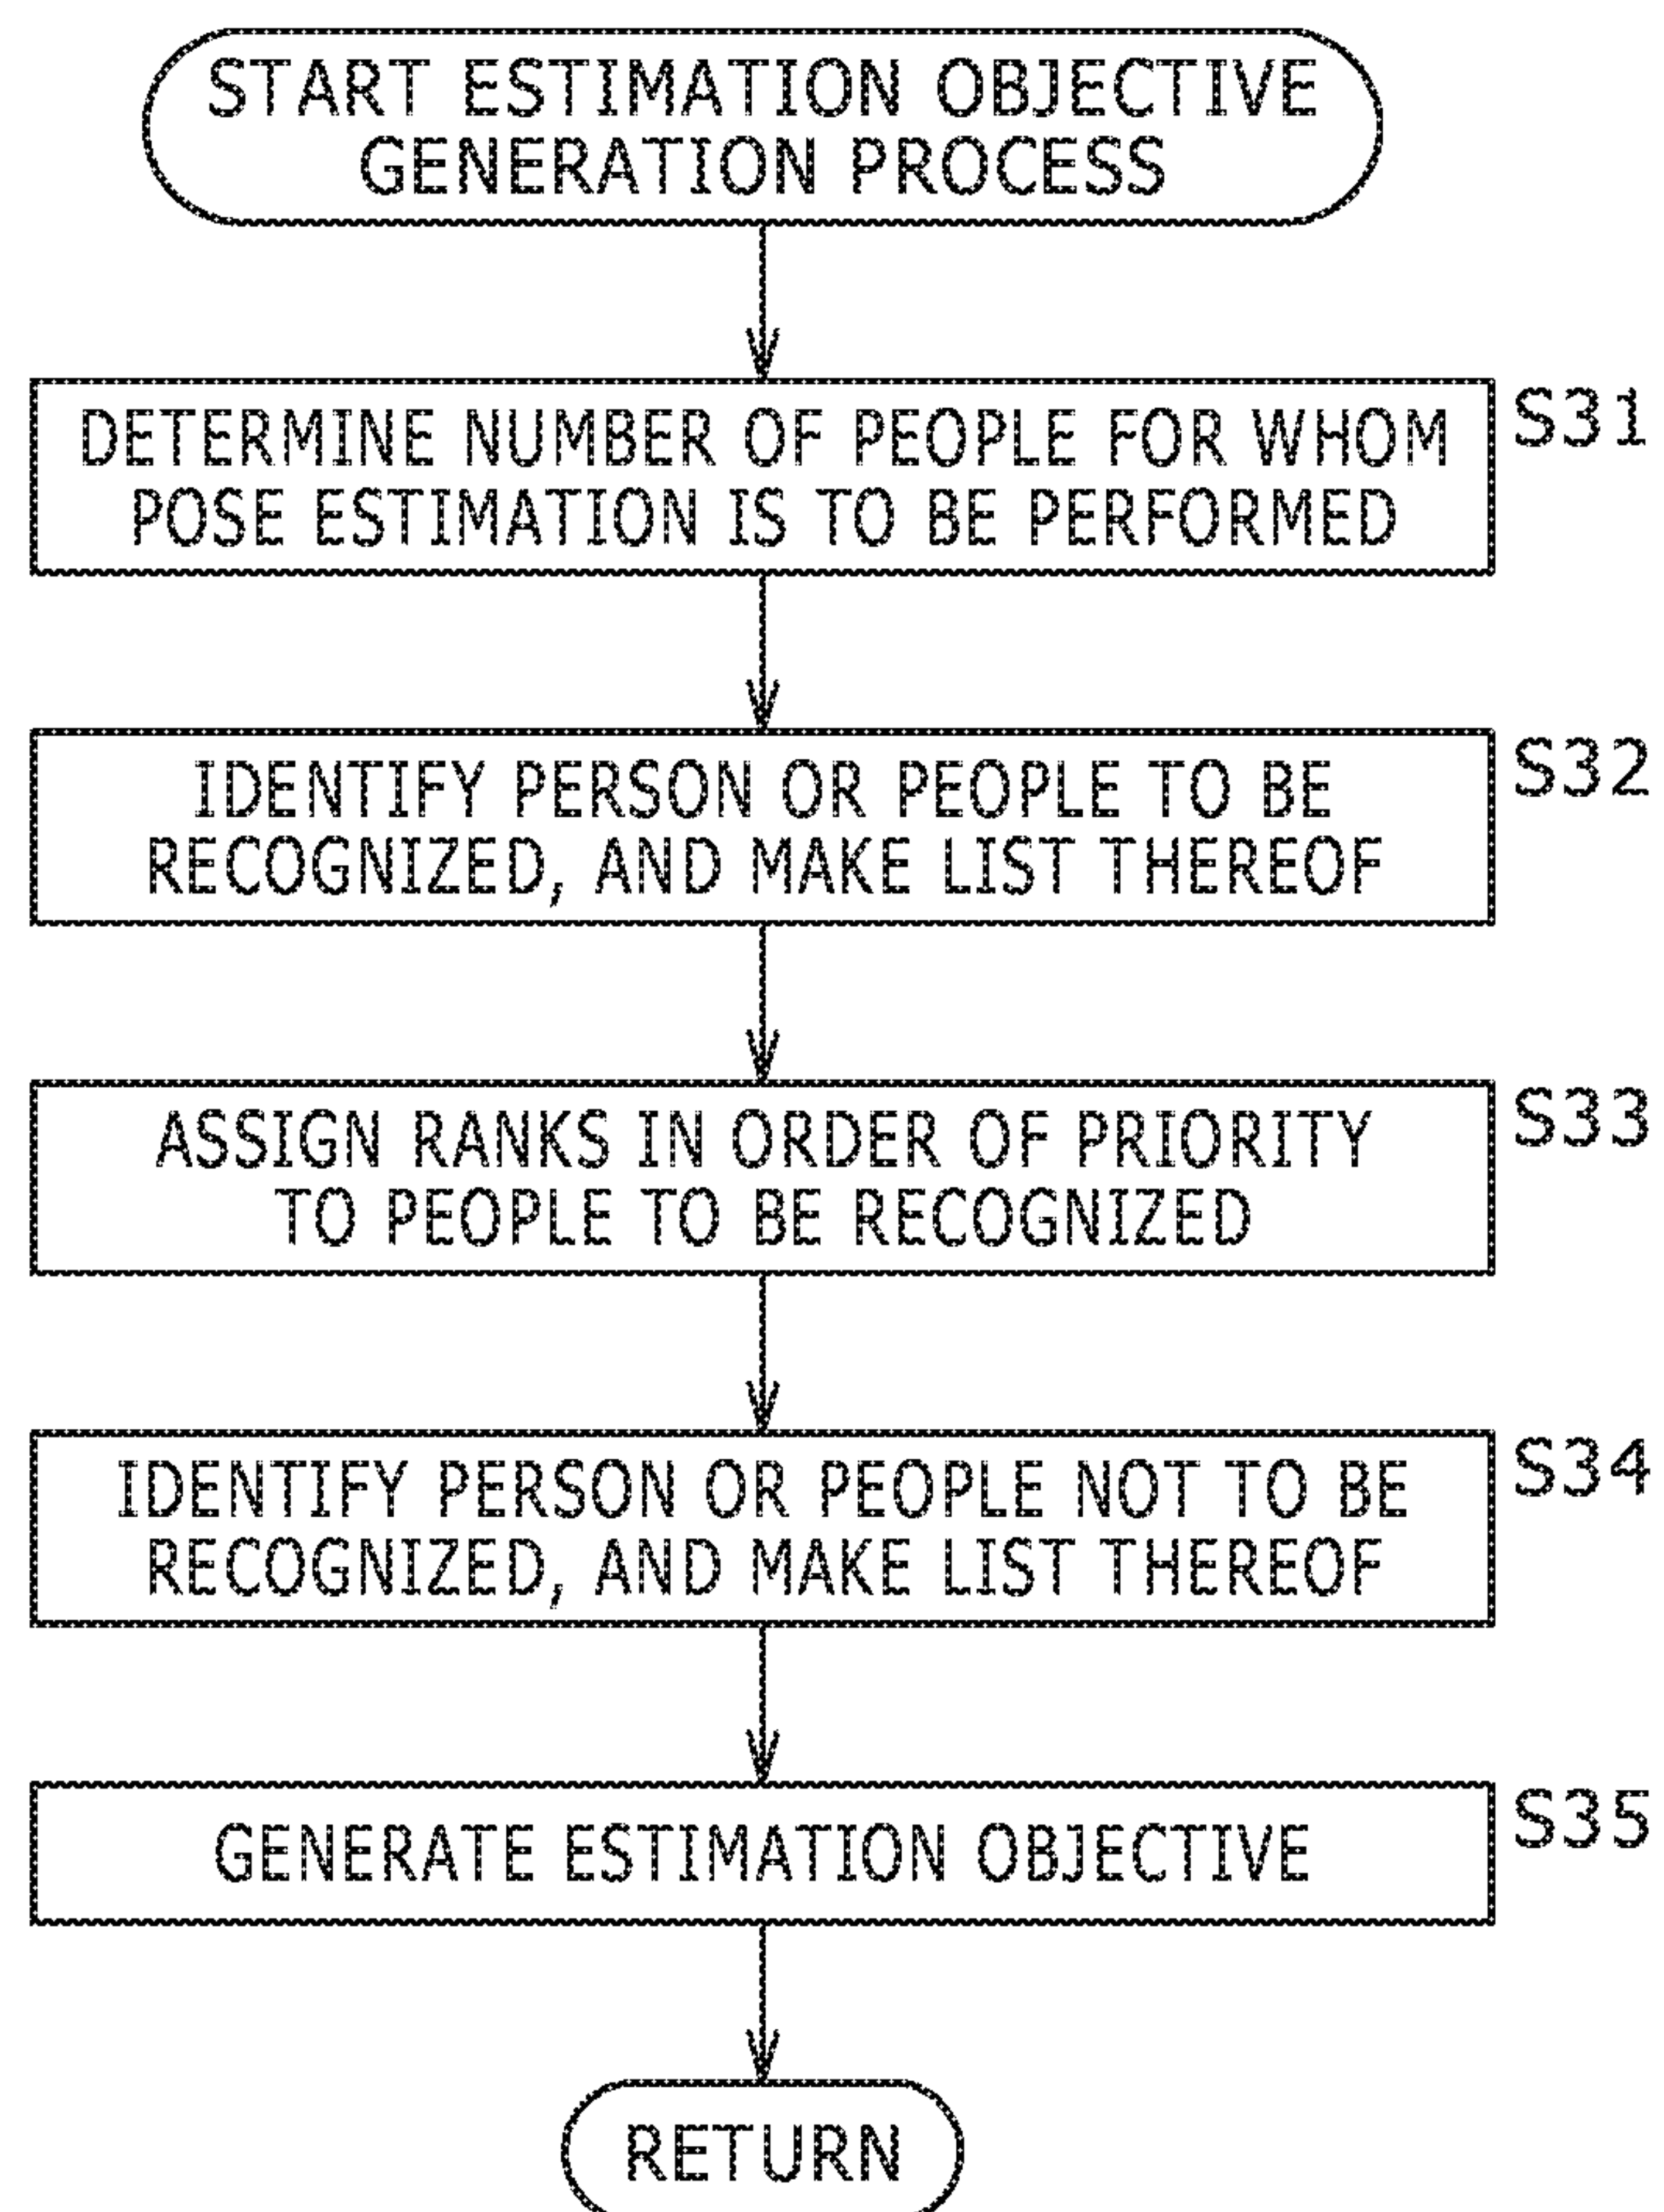 START ESTIMATION OBJECTIVE
GENERATION PROCESS
DETERMINE NUMBER OF PEOPLE FOR WHOM
POSE ESTIMATION IS TO BE PERFORMED
S31
IDENTIFY PERSON OR PEOPLE TO BE
RECOGNIZED, AND MAKE LIST THEREOF
S32
ASSIGN RANKS IN ORDER OF PRIORITY
TO PEOPLE TO BE RECOGNIZED
S33
IDENTIFY PERSON OR PEOPLE NOT TO BE
RECOGNIZED, AND MAKE LIST THEREOF
S34
GENERATE ESTIMATION OBJECTIVE
S35
RETURN